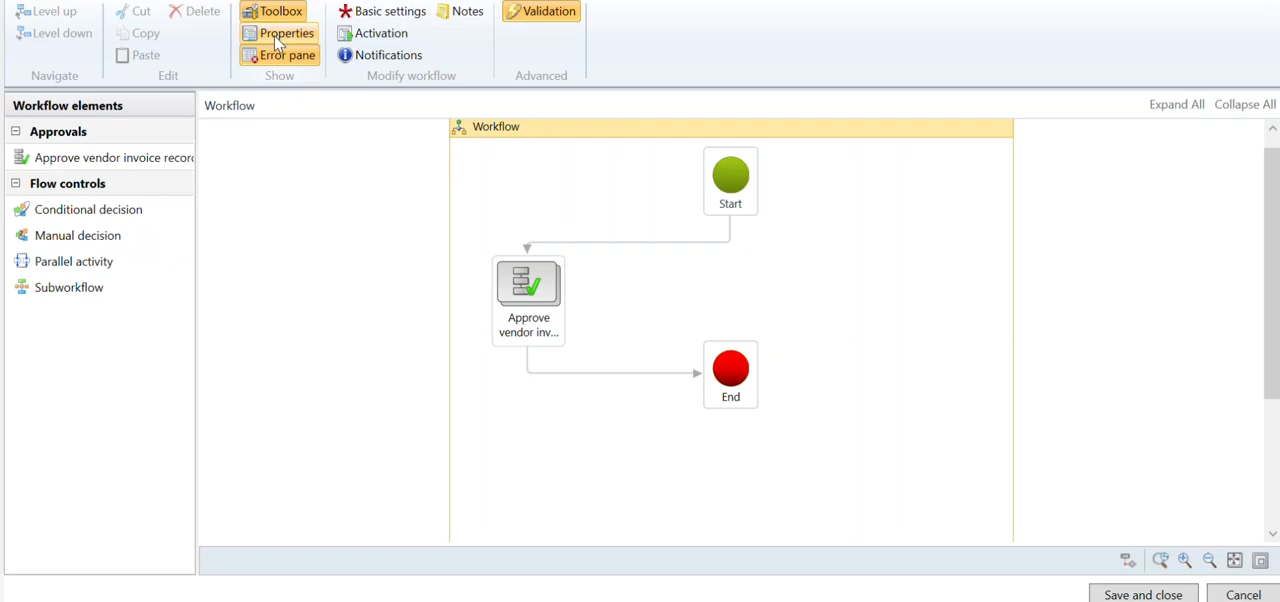 Level up
Level down
Navigate
Cut
Delete
Copy
Paste
Edit
Toolbox
Properties
Error pane
Show
Basic settings
Notes
Activation
Notifications
Modify workflow
Validation
Advanced
Workflow elements
Approvals
Approve vendor invoice recor
Flow controls
Conditional decision
Manual decision
Parallel activity
Subworkflow
Workflow
Expand All
Collapse All
Workflow
Start
Approve
vendor inv...
End
Save and close
Cancel